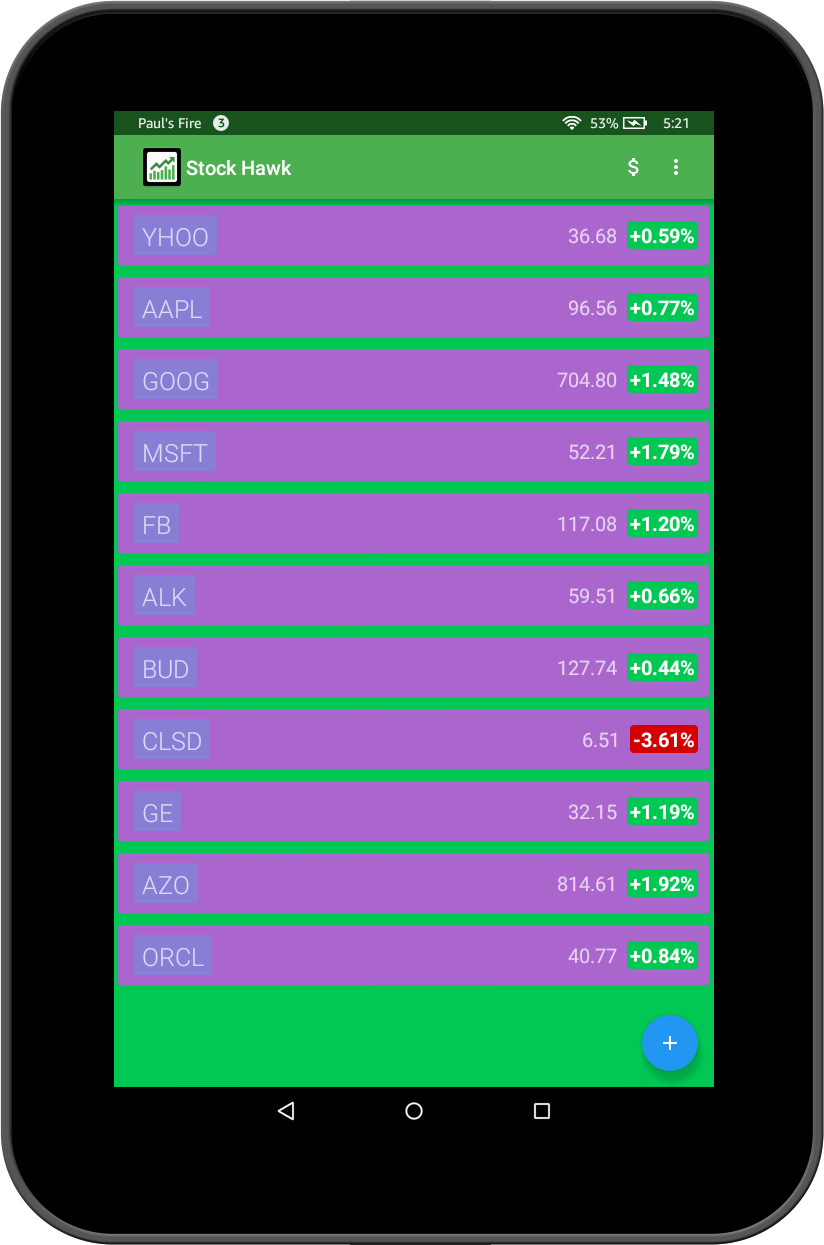 Paul's Fire 3 53% 5:21
Stock Hawk $
YHOO 36.68 +0.59%
AAPL 96.56 +0.77%
GOOG 704.80 +1.48%
MSFT 52.21 +1.79%
FB 117.08 +1.20%
ALK 59.51 +0.66%
BUD 127.74 +0.44%
CLSD 6.51 -3.61%
GE 32.15 +1.19%
AZO 814.61 +1.92%
ORCL 40.77 +0.84%
+